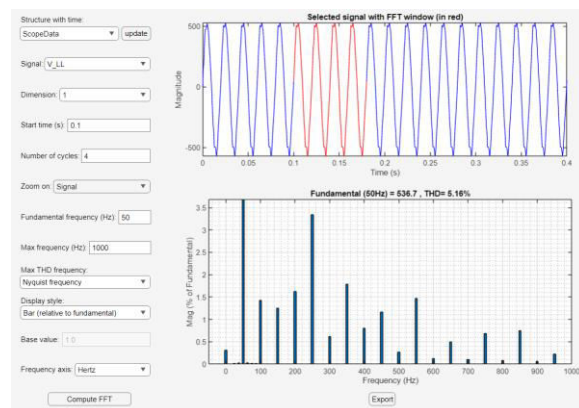 Structure with time:
ScopeData update
Signal: V_LL
Dimension: 1
Start time (s): 0.1
Number of cycles: 4
Zoom on: Signal
Fundamental frequency (Hz): 50
Max frequency (Hz): 1000
Max THD frequency:
Nyquist frequency
Display style:
Bar (relative to fundamental)
Base value: 1.0
Frequency axis: Hertz
Compute FFT
Selected signal with FFT window (in red)
500
0
-500
Magnitude
0 0.05 0.1 0.15 0.2 0.25 0.3 0.35 0.4
Time (s)
Fundamental (50Hz) = 536.7 , THD= 5.16%
3.5
3
2.5
2
1.5
1
0.5
0
Mag (% of Fundamental)
0 100 200 300 400 500 600 700 800 900 1000
Frequency (Hz)
Export